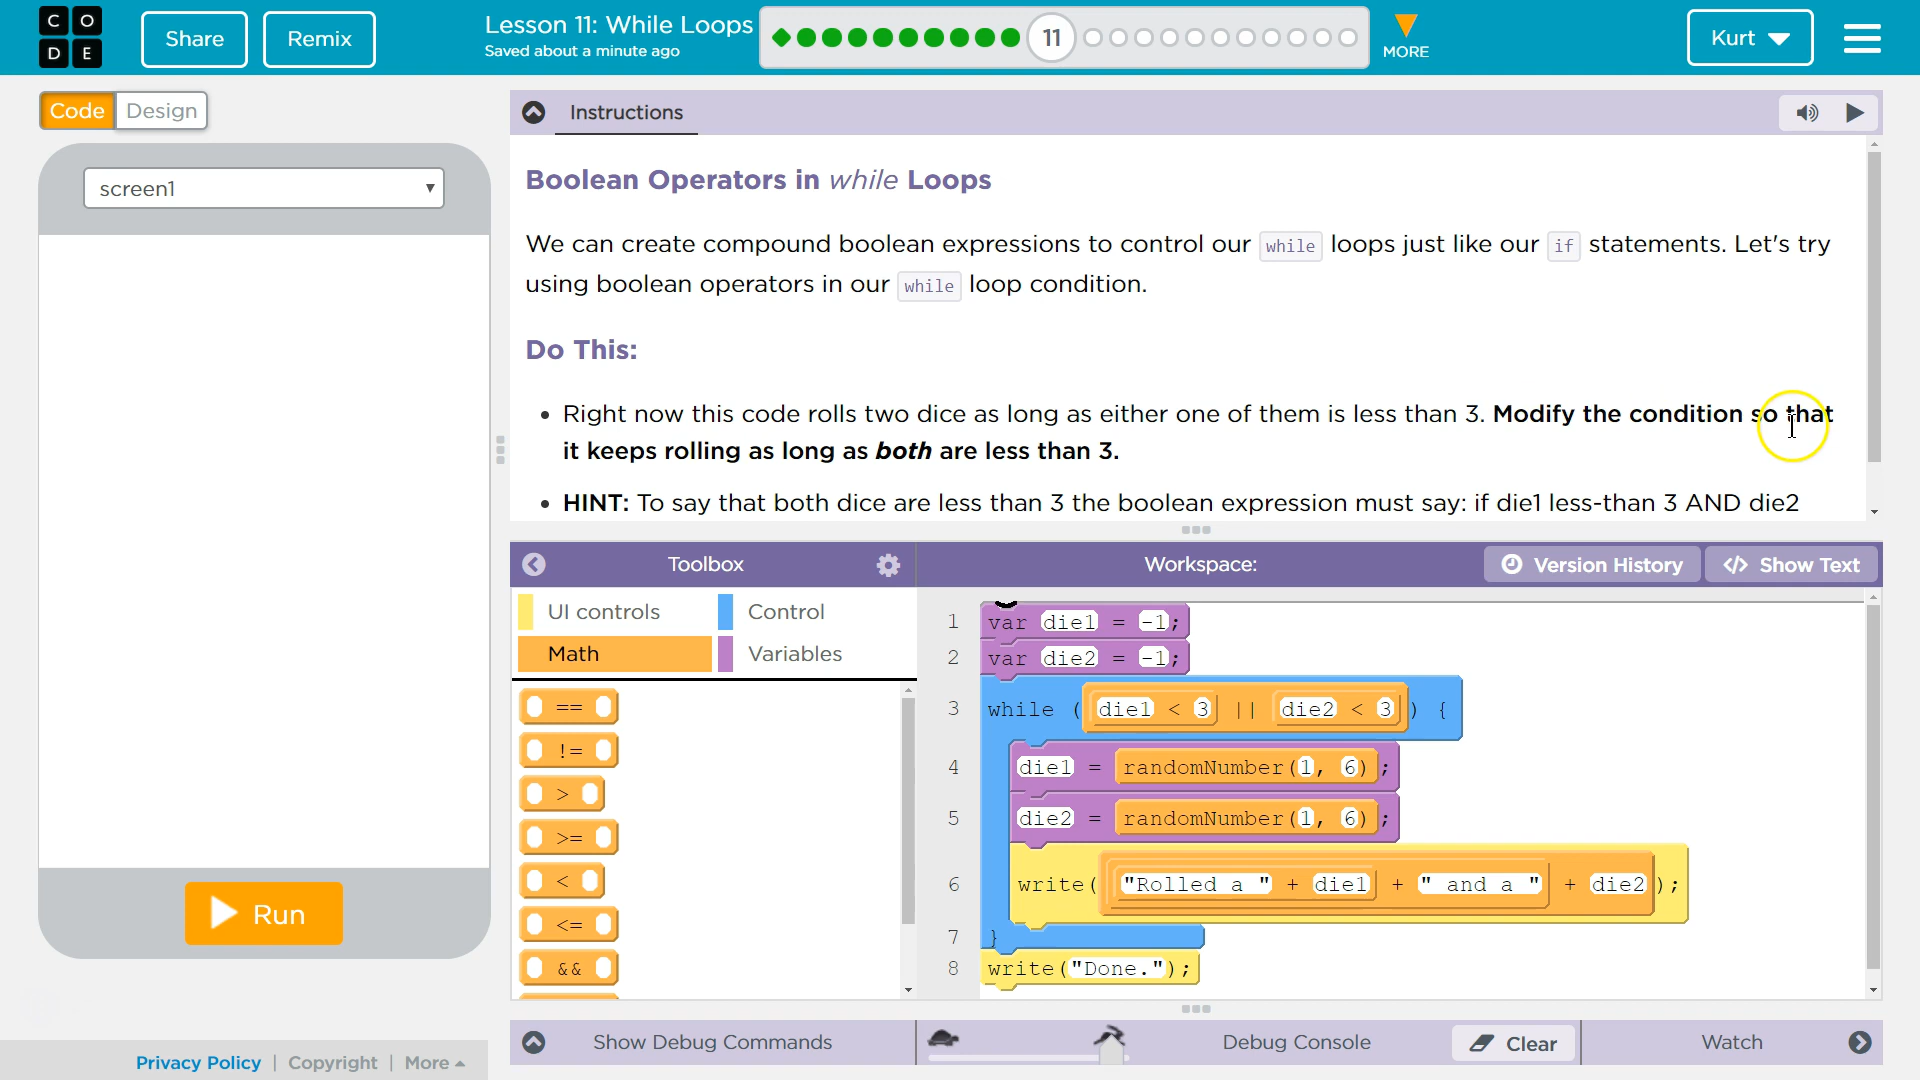 CODE
Share
Remix
Lesson 11: While Loops
Saved about a minute ago
11
MORE
Kurt
Code
Design
screen1
Run
Instructions
Boolean Operators in while Loops
We can create compound boolean expressions to control our while loops just like our if statements. Let's try
using boolean operators in our while loop condition.
Do This:
• Right now this code rolls two dice as long as either one of them is less than 3. Modify the condition so that
it keeps rolling as long as both are less than 3.
• HINT: To say that both dice are less than 3 the boolean expression must say: if die1 less-than 3 AND die2
Toolbox
Workspace:
Version History
</> Show Text
UI controls
Control
Math
Variables
==
!=
>
>=
<
<=
&&
1 var die1 = -1;
2 var die2 = -1;
3 while (die1 < 3 || die2 < 3) {
4 die1 = randomNumber(1, 6);
5 die2 = randomNumber(1, 6);
6 write("Rolled a " + die1 + " and a " + die2);
7 }
8 write("Done.");
Show Debug Commands
Debug Console
Clear
Watch
Privacy Policy | Copyright | More